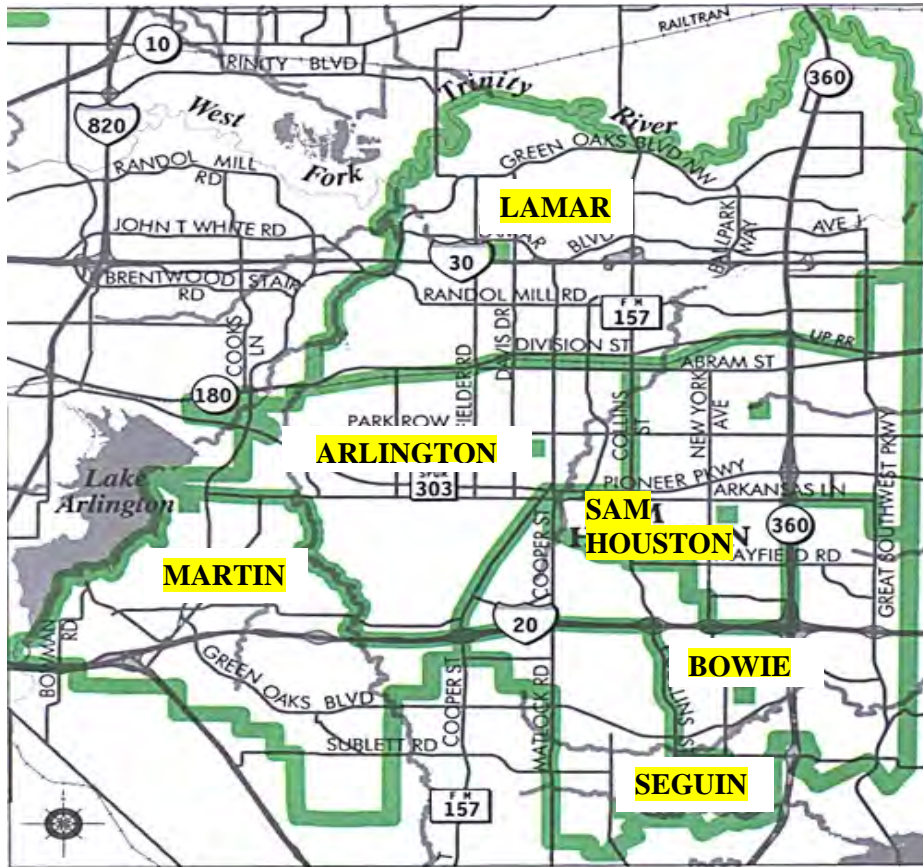 RAILTRAN
10
TRINITY BLVD
360
Trinity
River
West
Fork
820
GREEN OAKS BLVD NW
RANDOL MILL
RD
LAMAR
BALLPARK
WAY
AVE J
JOHN T WHITE RD
BLVD
30
BRENTWOOD STAIR
RD
RANDOL MILL RD
F M
157
COOKS
LN
DAVIS DR
DIVISION ST
UP RR
ABRAM ST
FIELDER RD
180
PARK ROW
COLLINS
ST
NEW YORK
AVE
GREAT SOUTHWEST PKWY
ARLINGTON
Lake
Arlington
303
PIONEER PKWY
ARKANSAS LN
SAM
HOUSTON
360
MAYFIELD RD
COOPER ST
MARTIN
20
BOWMAN
RD
BOWIE
GREEN OAKS BLVD
COOPER ST
MATLOCK RD
SUBLETT RD
SEGUIN
F M
157